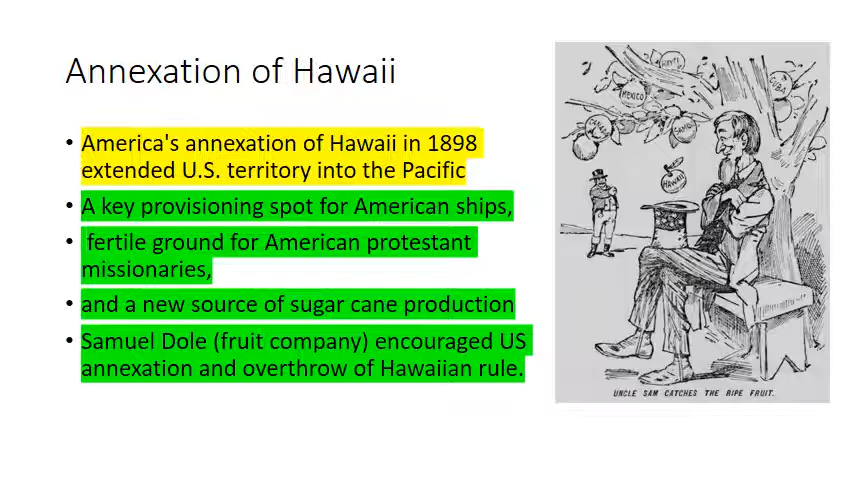 Annexation of Hawaii
• America's annexation of Hawaii in 1898
extended U.S. territory into the Pacific
• A key provisioning spot for American ships,
• fertile ground for American protestant
missionaries,
• and a new source of sugar cane production
• Samuel Dole (fruit company) encouraged US
annexation and overthrow of Hawaiian rule.
HAYTI
MEXICO
CUBA
SAMOA
HAWAII
UNCLE SAM CATCHES THE RIPE FRUIT.